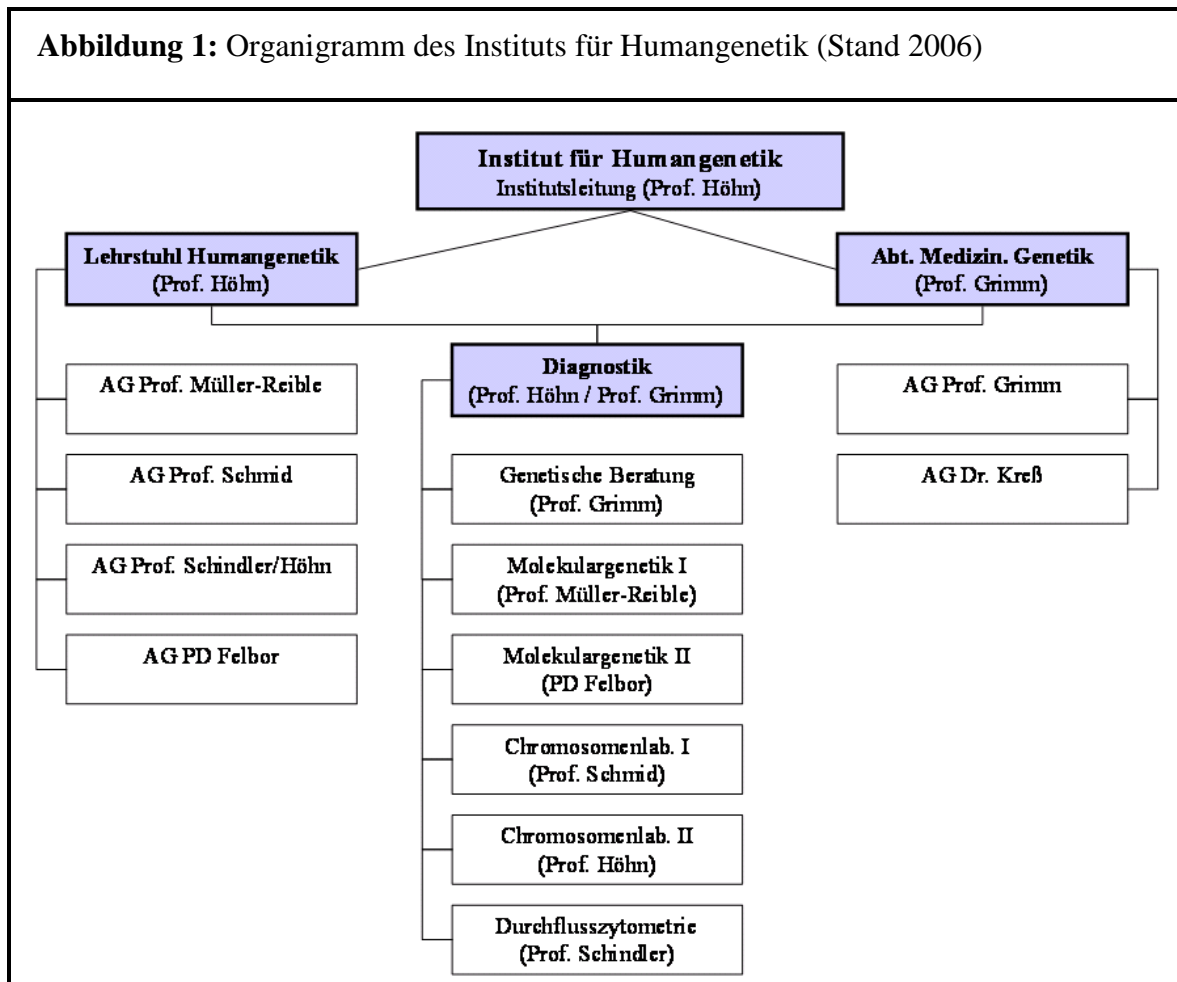 Abbildung 1: Organigramm des Instituts für Humangenetik (Stand 2006)
Institut für Humangenetik
Institutsleitung (Prof. Höhn)
Lehrstuhl Humangenetik
(Prof. Höhn)
Abt. Medizin. Genetik
(Prof. Grimm)
Diagnostik
(Prof. Höhn / Prof. Grimm)
AG Prof. Müller-Reible
AG Prof. Schmid
AG Prof. Schindler/Höhn
AG PD Felbor
Genetische Beratung
(Prof. Grimm)
Molekulargenetik I
(Prof. Müller-Reible)
Molekulargenetik II
(PD Felbor)
Chromosomenlab. I
(Prof. Schmid)
Chromosomenlab. II
(Prof. Höhn)
Durchflusszytometrie
(Prof. Schindler)
AG Prof. Grimm
AG Dr. Kreß